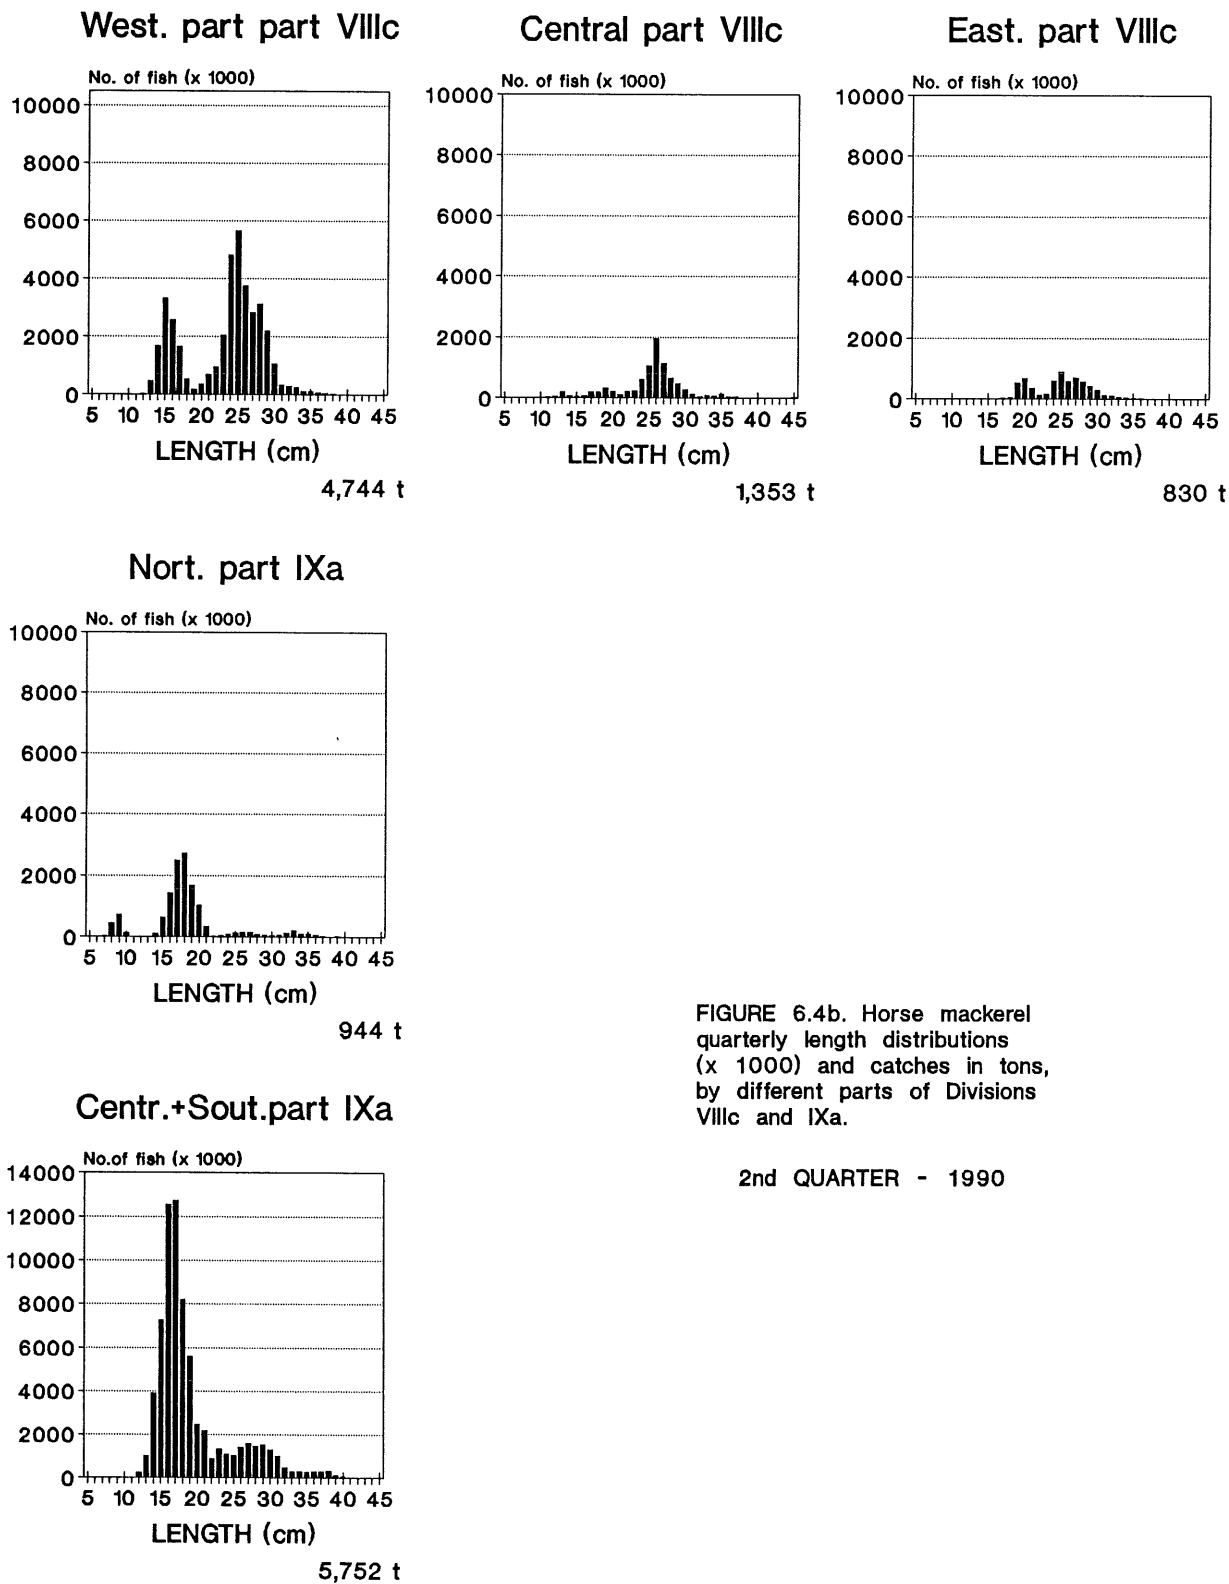 West. part part VIIIc
No. of fish (x 1000)
10000
8000
6000
4000
2000
0
5 10 15 20 25 30 35 40 45
LENGTH (cm)
4,744 t
Central part VIIIc
No. of fish (x 1000)
10000
8000
6000
4000
2000
0
5 10 15 20 25 30 35 40 45
LENGTH (cm)
1,353 t
East. part VIIIc
No. of fish (x 1000)
10000
8000
6000
4000
2000
0
5 10 15 20 25 30 35 40 45
LENGTH (cm)
830 t
Nort. part IXa
No. of fish (x 1000)
10000
8000
6000
4000
2000
0
5 10 15 20 25 30 35 40 45
LENGTH (cm)
944 t
Centr.+Sout.part IXa
No.of fish (x 1000)
14000
12000
10000
8000
6000
4000
2000
0
5 10 15 20 25 30 35 40 45
LENGTH (cm)
5,752 t
FIGURE 6.4b. Horse mackerel
quarterly length distributions
(x 1000) and catches in tons,
by different parts of Divisions
VIIIc and IXa.
2nd QUARTER - 1990